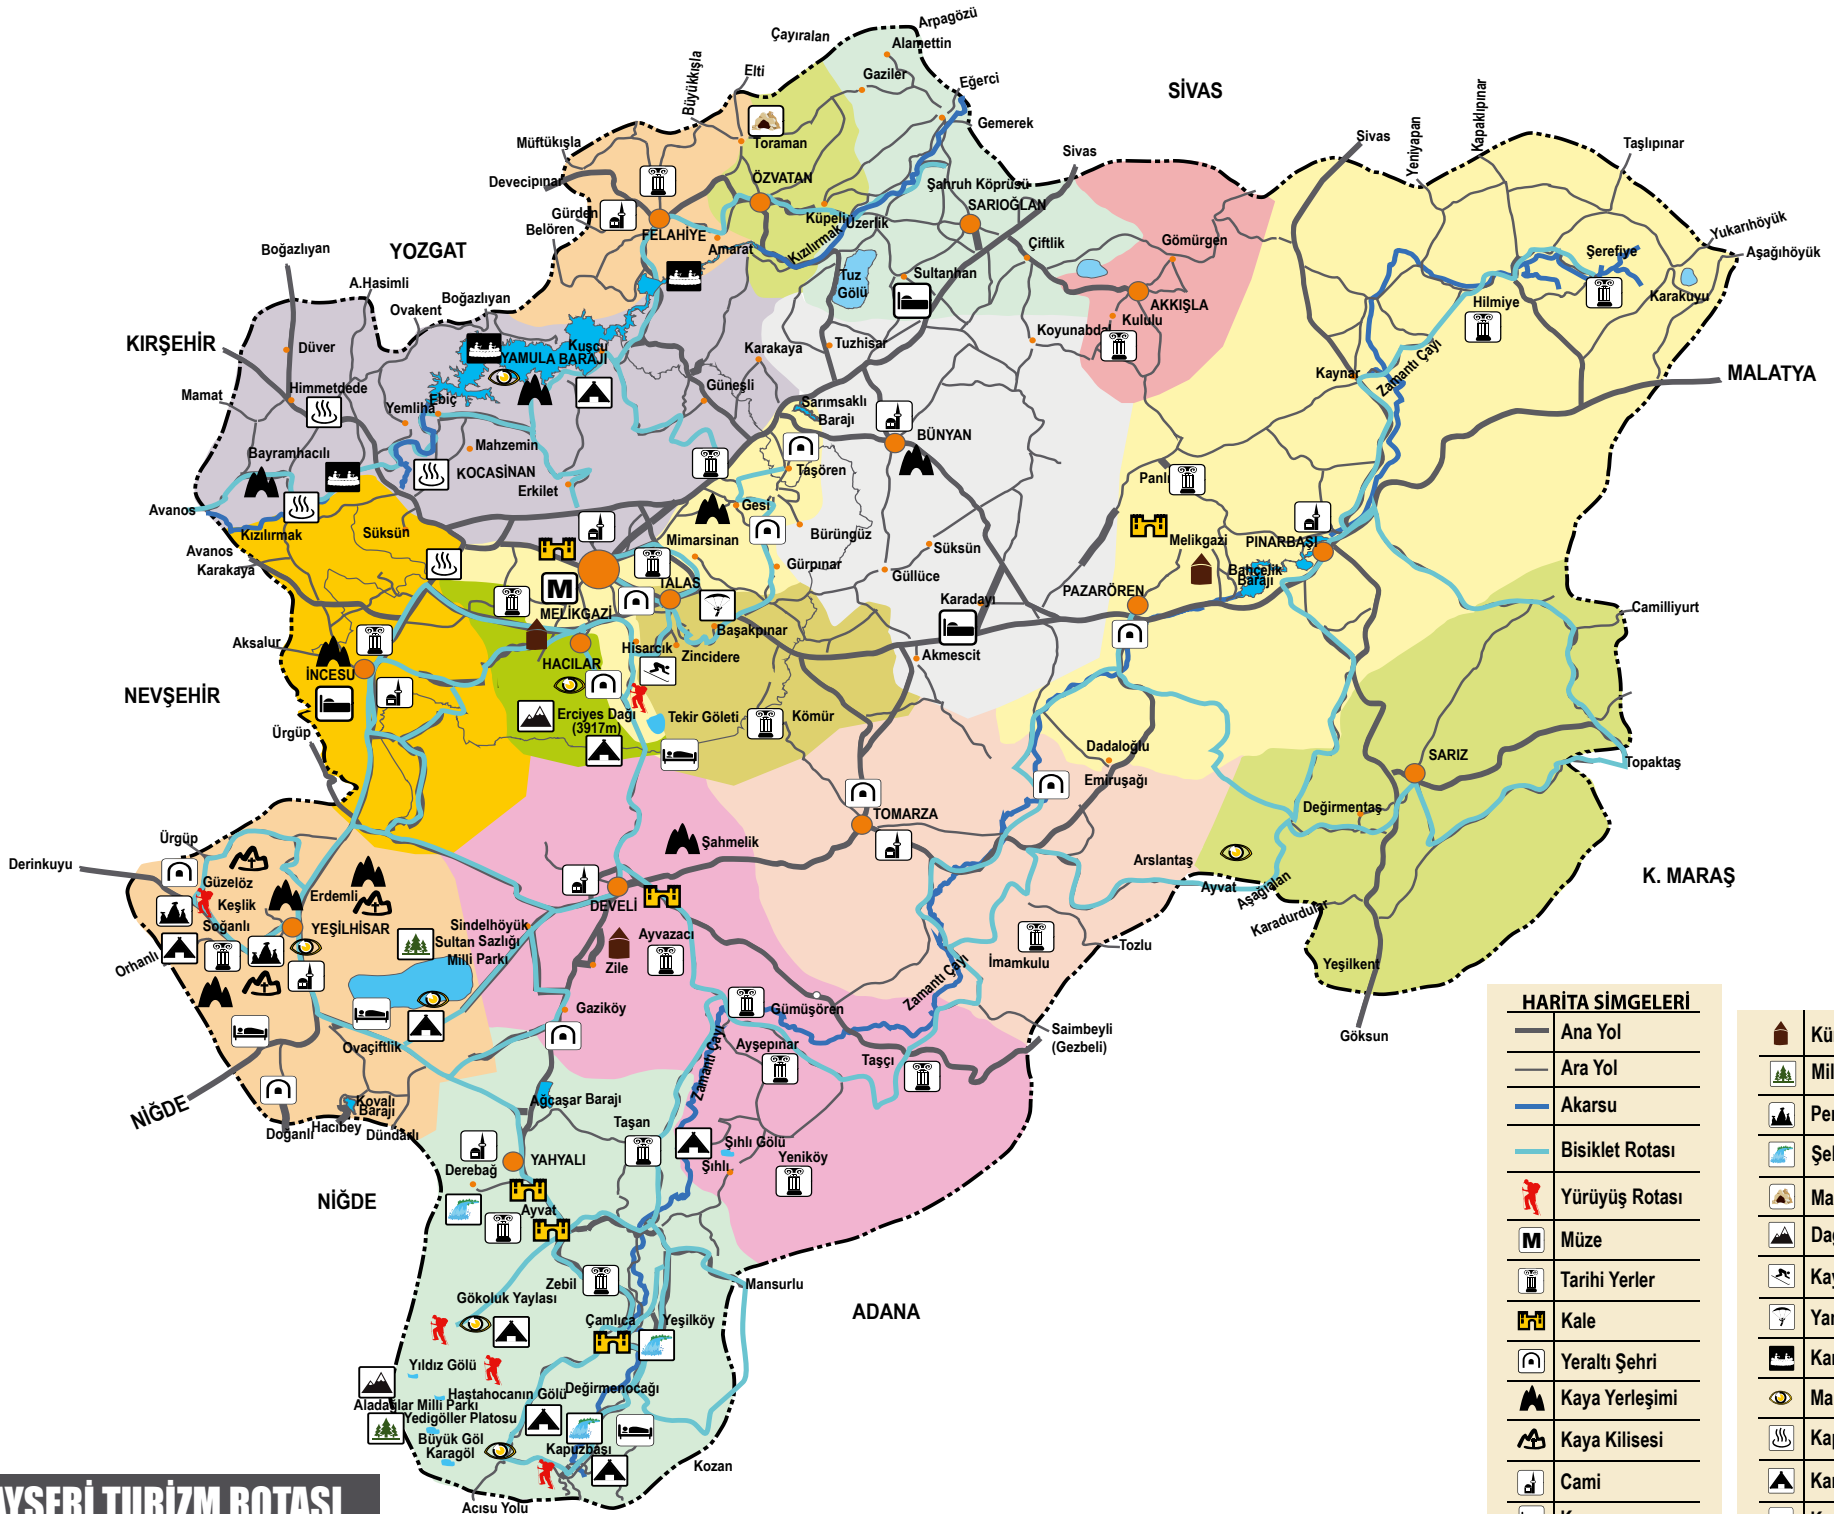 Arpagözü
Çayıralan
Alamettin
Elti
Büyükkışla
Gaziler
Eğerci
SİVAS
Gemerek
Toraman
Müftükışla
Devecipınar
ÖZVATAN
Sivas
Sivas
Yeniyapan
Kapaklıpınar
Taşlıpınar
Şahruh Köprüsü
SARIOĞLAN
Gürden
Belören
FELAHİYE
Amarat
Küpeli
Üzerlik
Kızılırmak
Çiftlik
Gömürgen
Yukarıhöyük
Aşağıhöyük
Şerefiye
Karakuyu
Boğazlıyan
YOZGAT
A.Hasimli
Ovakent
Boğazlıyan
Tuz
Gölü
Sultanhan
AKKIŞLA
Kululu
Koyunabdal
Hilmiye
KIRŞEHİR
Düver
Kuşcu
YAMULA BARAJI
Karakaya
Tuzhisar
Kaynar
Zamantı Çayı
MALATYA
Mamat
Himmetdede
Yemliha
Ebiç
Güneşli
Sarımsaklı
Barajı
BÜNYAN
Bayramhacılı
Mahzemin
KOCASİNAN
Erkilet
Taşören
Panlı
Avanos
Kızılırmak
Süksün
Gesi
Mimarsinan
Bürüngüz
Süksün
Melikgazi
PINARBAŞI
Avanos
Karakaya
Gürpınar
Güllüce
Bahçelik
Barajı
TALAS
MELİKGAZİ
Karadayı
PAZARÖREN
Camilliyurt
Aksalur
Başakpınar
Hisarcık
Zincidere
Akmescit
HACILAR
İNCESU
NEVŞEHİR
Ürgüp
Erciyes Dağı
(3917m)
Tekir Göleti
Kömür
Dadaloğlu
Emiruşağı
SARIZ
Topaktaş
Değirmentaş
TOMARZA
Şahmelik
Ürgüp
Derinkuyu
Güzelöz
Keşlik
Erdemli
Soğanlı
YEŞİLHİSAR
Orhanlı
Sindelhöyük
Sultan Sazlığı
Milli Parkı
DEVELİ
Ayvazacı
Zile
Arslantaş
Ayvat
Aşağıalan
Karadurdular
K. MARAŞ
Tozlu
İmamkulu
Yeşilkent
Göksun
Gaziköy
Gümüşören
Zamantı Çayı
Saimbeyli
(Gezbeli)
Ovaçiftlik
Ayşepınar
Taşçı
Zamantı Çayı
NİĞDE
Kovalı
Barajı
Doğanlı
Hacıbey
Dündarlı
Ağcaşar Barajı
Taşan
Şıhlı Gölü
Şıhlı
Yeniköy
YAHYALI
Derebağ
NİĞDE
Ayvat
Zebil
Mansurlu
ADANA
Gökoluk Yaylası
Çamlıca
Yeşilköy
Yıldız Gölü
Hastahocanın Gölü
Değirmenocağı
Aladağlar Milli Parkı
Yedigöller Platosu
Büyük Göl
Karagöl
Kapuzbaşı
Kozan
Acısu Yolu
AYSERİ TURİZM ROTASI
HARİTA SİMGELERİ
Ana Yol
Ara Yol
Akarsu
Bisiklet Rotası
Yürüyüş Rotası
M Müze
Tarihi Yerler
Kale
Yeraltı Şehri
Kaya Yerleşimi
Kaya Kilisesi
Cami
M